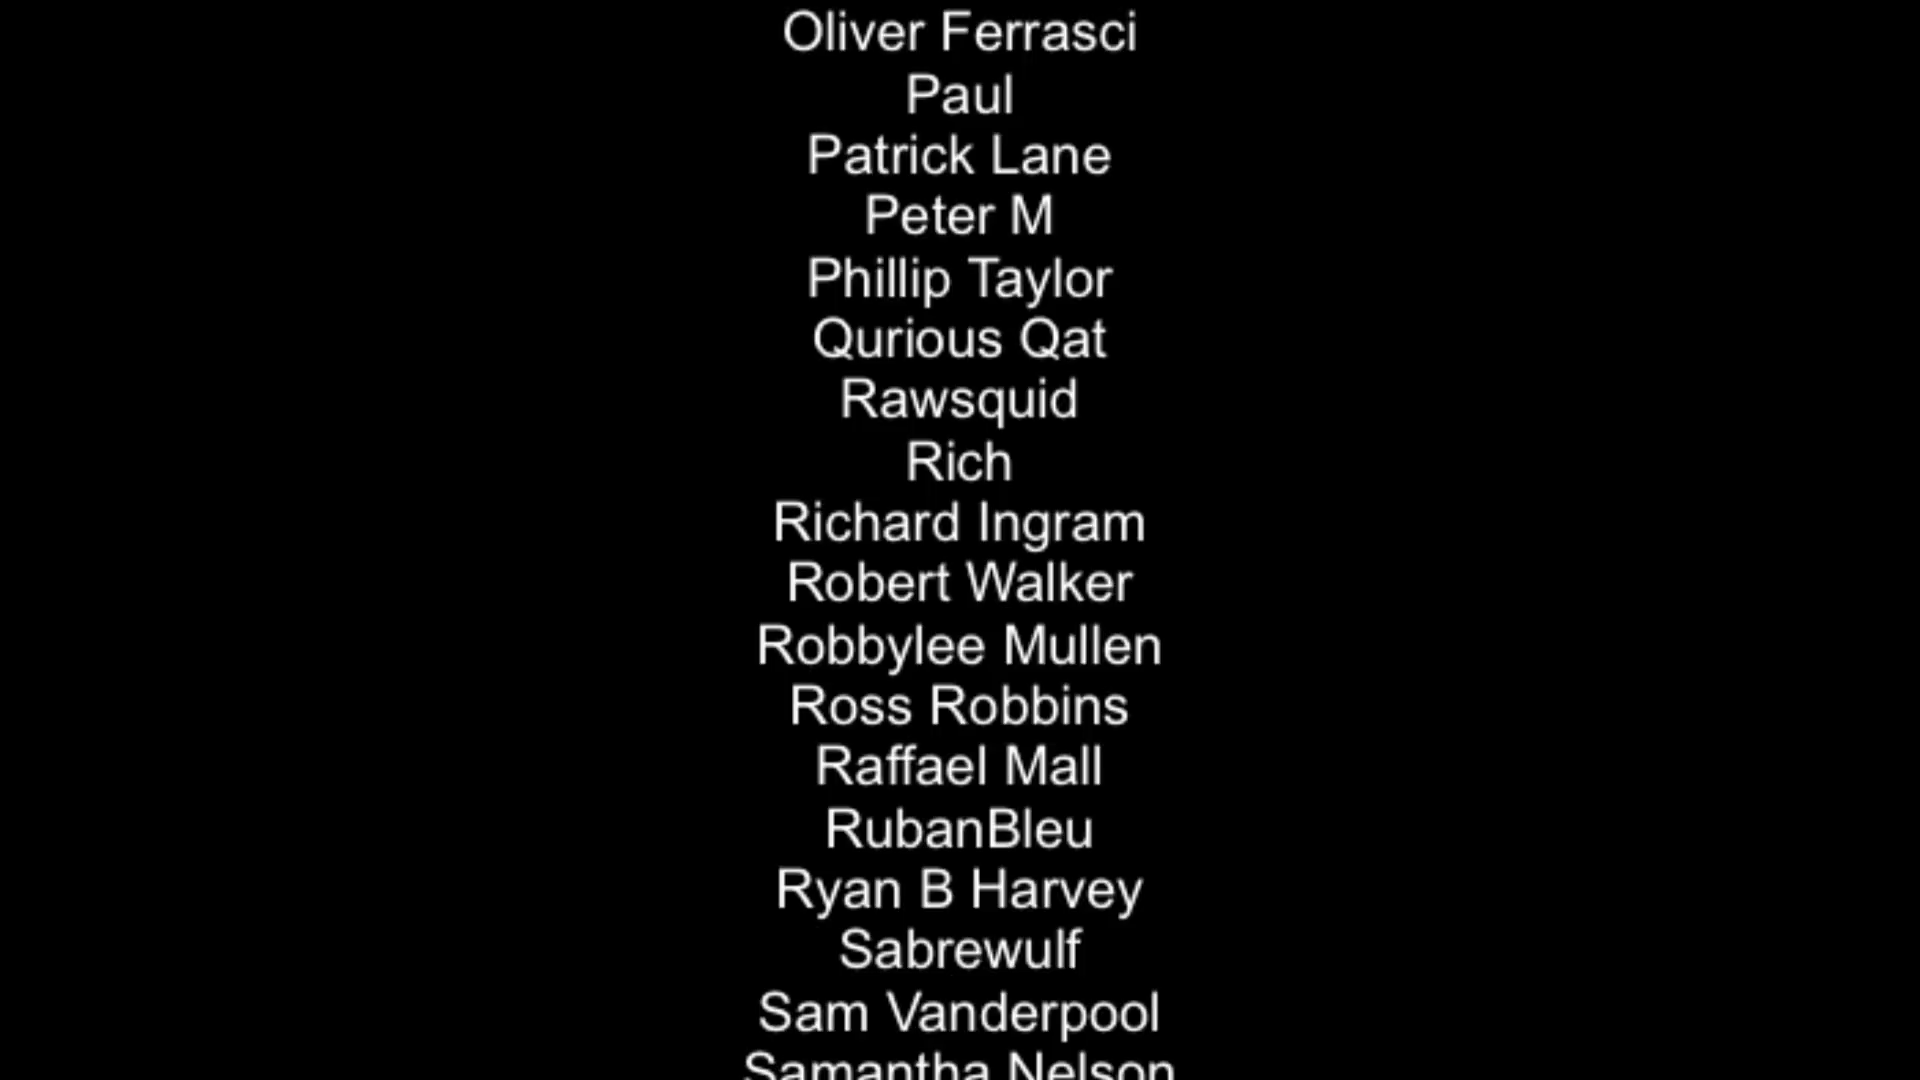 Oliver Ferrasci
Paul
Patrick Lane
Peter M
Phillip Taylor
Qurious Qat
Rawsquid
Rich
Richard Ingram
Robert Walker
Robbylee Mullen
Ross Robbins
Raffael Mall
RubanBleu
Ryan B Harvey
Sabrewulf
Sam Vanderpool
Samantha Nelson